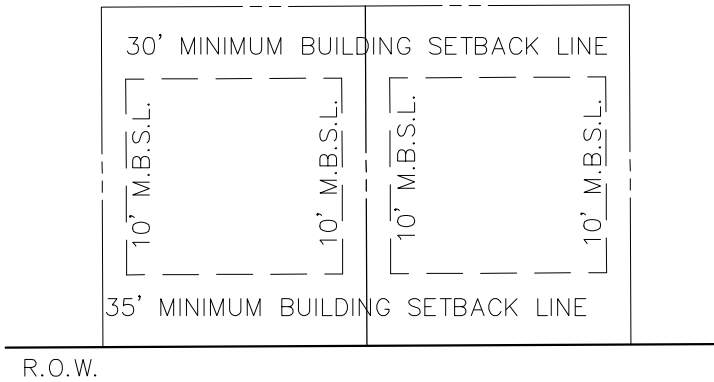 30' MINIMUM BUILDING SETBACK LINE
10' M.B.S.L.
10' M.B.S.L.
10' M.B.S.L.
10' M.B.S.L.
35' MINIMUM BUILDING SETBACK LINE
R.O.W.